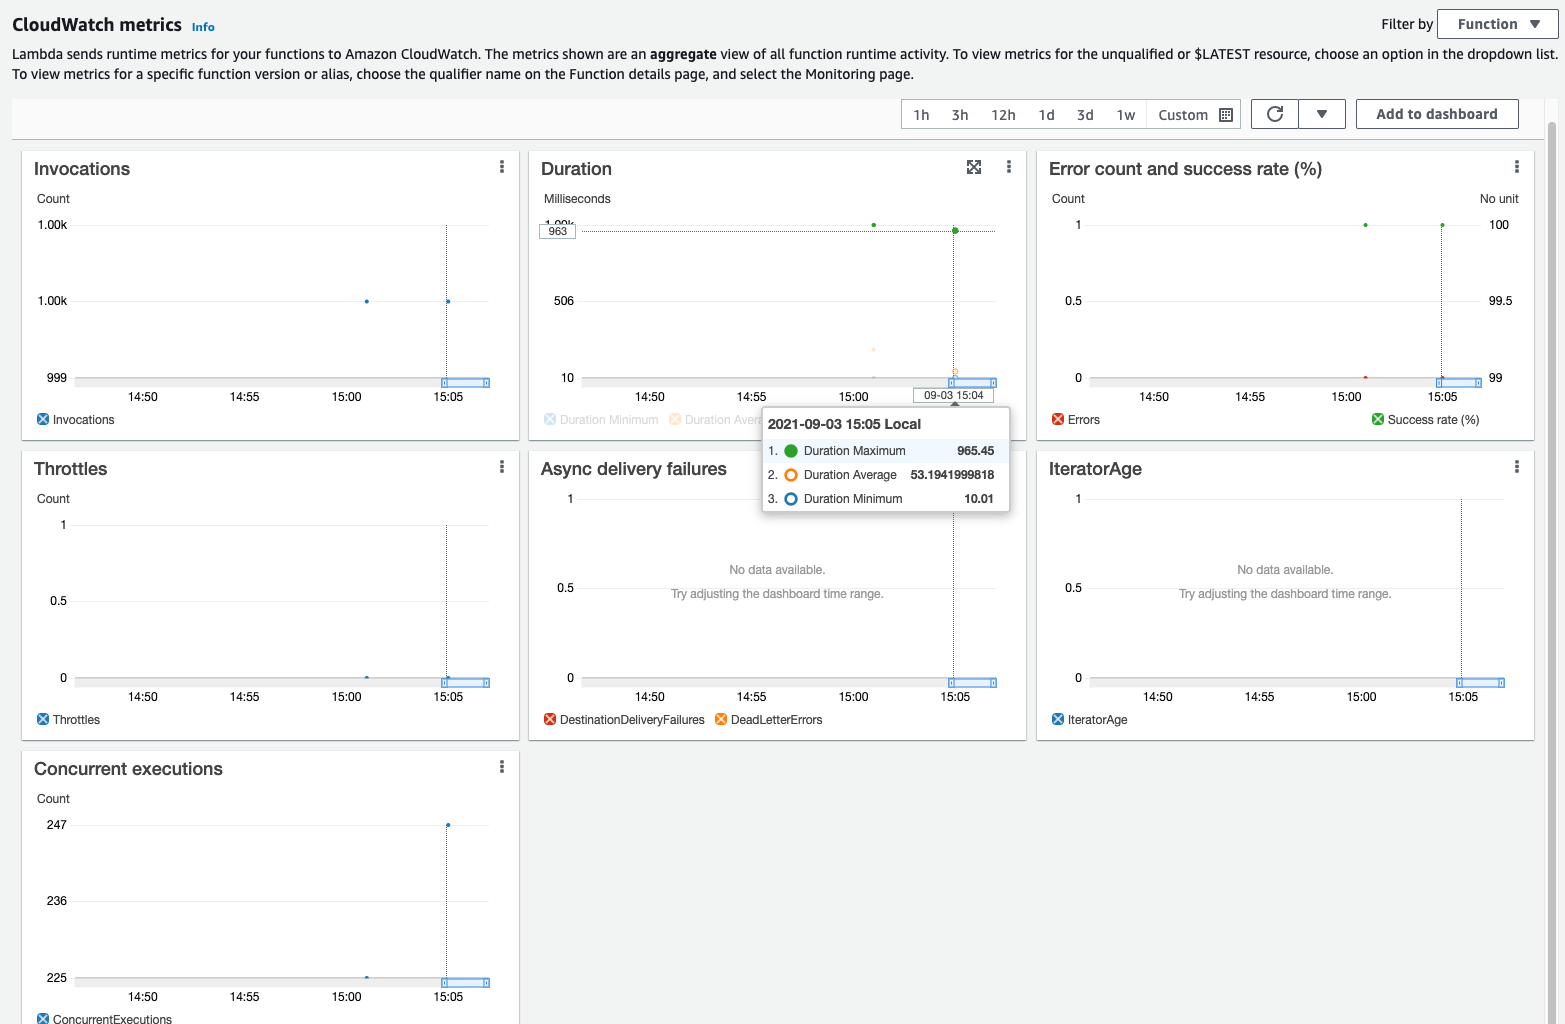 CloudWatch metrics Info
Filter by Function
Lambda sends runtime metrics for your functions to Amazon CloudWatch. The metrics shown are an aggregate view of all function runtime activity. To view metrics for the unqualified or $LATEST resource, choose an option in the dropdown list.
To view metrics for a specific function version or alias, choose the qualifier name on the Function details page, and select the Monitoring page.
1h 3h 12h 1d 3d 1w Custom Add to dashboard
Invocations
Count
1.00k
1.00k
999
14:50 14:55 15:00 15:05
Invocations
Duration
Milliseconds
1.00k
963
506
10
14:50 14:55 15:00
09-03 15:04
Duration Minimum Duration Avera
2021-09-03 15:05 Local
1. Duration Maximum 965.45
2. Duration Average 53.1941999818
3. Duration Minimum 10.01
Error count and success rate (%)
Count No unit
1 100
0.5 99.5
0 99
14:50 14:55 15:00 15:05
Errors Success rate (%)
Throttles
Count
1
0.5
0
14:50 14:55 15:00 15:05
Throttles
Async delivery failures
1
No data available.
0.5
Try adjusting the dashboard time range.
0
14:50 14:55 15:00 15:05
DestinationDeliveryFailures DeadLetterErrors
IteratorAge
1
No data available.
0.5
Try adjusting the dashboard time range.
0
14:50 14:55 15:00 15:05
IteratorAge
Concurrent executions
Count
247
236
225
14:50 14:55 15:00 15:05
ConcurrentExecutions